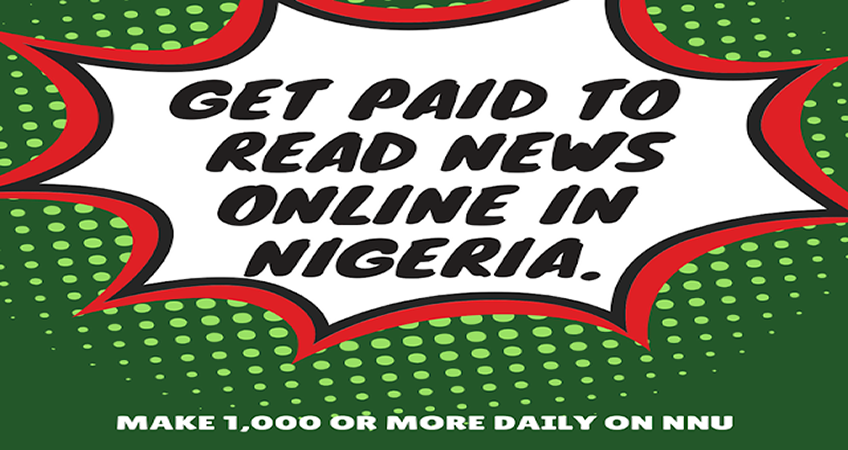 GET PAID TO
READ NEWS
ONLINE IN
NIGERIA.
MAKE 1,000 OR MORE DAILY ON NNU